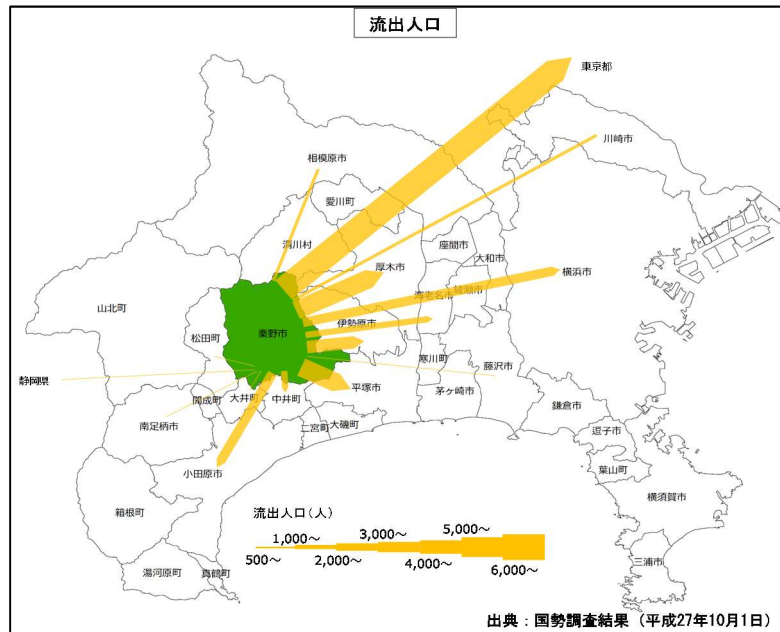 流出人口
東京都
川崎市
相模原市
愛川町
清川村
座間市
大和市
厚木市
横浜市
海老名市
綾瀬市
山北町
伊勢原市
秦野市
松田町
寒川町
藤沢市
静岡県
平塚市
茅ヶ崎市
鎌倉市
開成町
大井町
中井町
南足柄市
二宮町
大磯町
逗子市
小田原市
葉山町
箱根町
横須賀市
流出人口(人)
500～
1,000～
2,000～
3,000～
4,000～
5,000～
6,000～
湯河原町
真鶴町
三浦市
出典：国勢調査結果（平成27年10月1日）